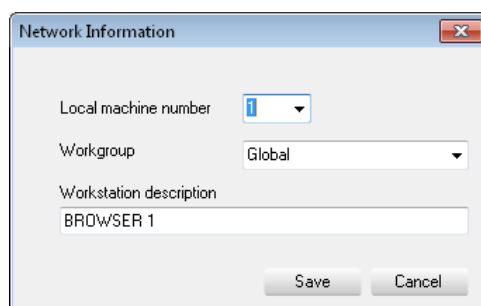 Network Information
Local machine number 1
Workgroup Global
Workstation description
BROWSER 1
Save Cancel